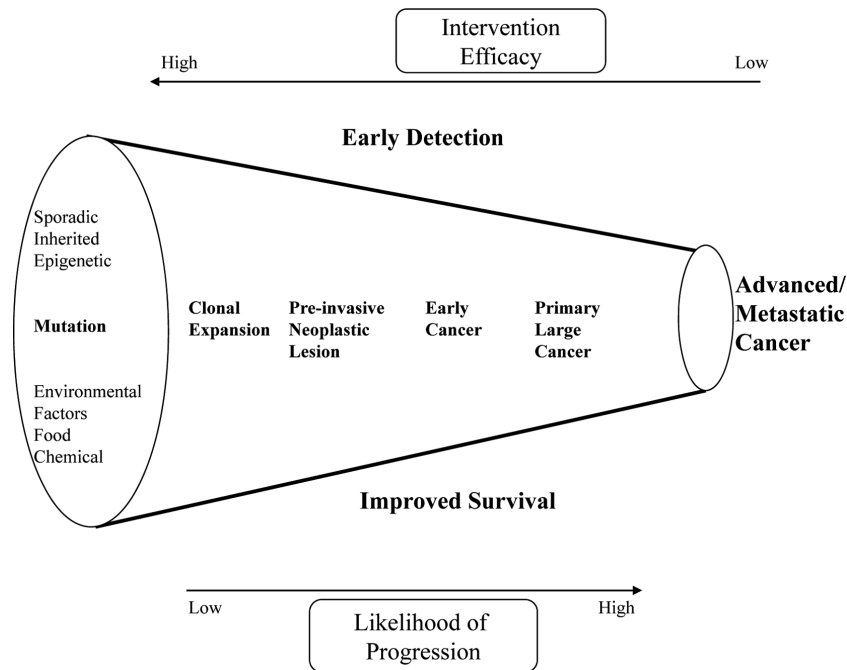 Intervention
Efficacy
High
Low
Early Detection
Sporadic
Inherited
Epigenetic
Mutation
Environmental
Factors
Food
Chemical
Clonal
Expansion
Pre-invasive
Neoplastic
Lesion
Early
Cancer
Primary
Large
Cancer
Advanced/
Metastatic
Cancer
Improved Survival
Low
High
Likelihood of
Progression